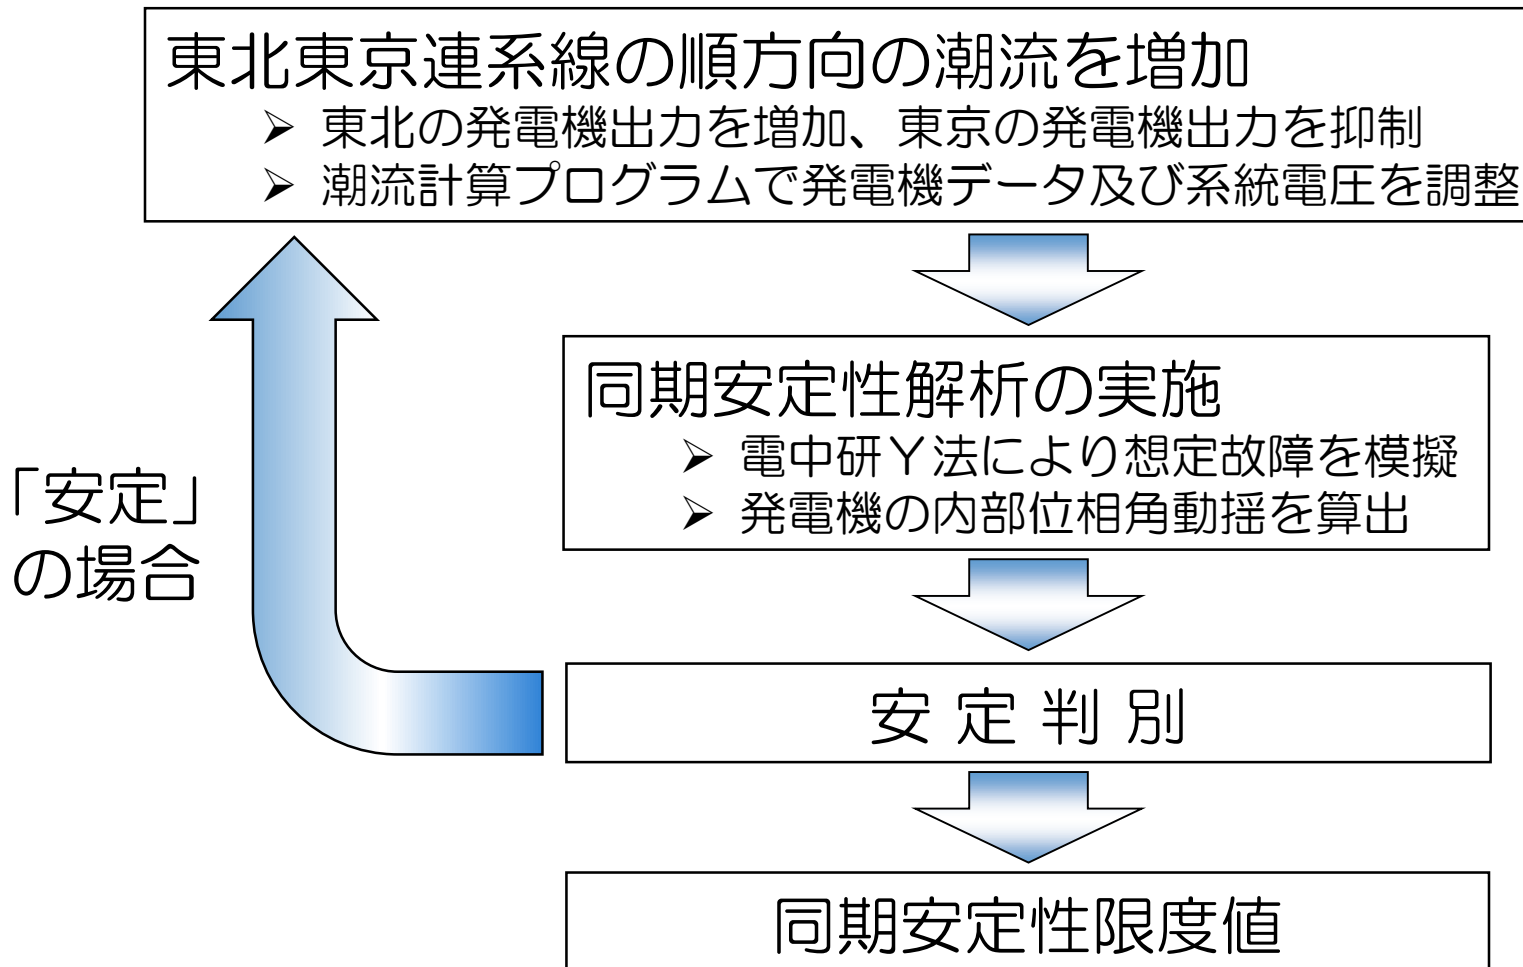 東北東京連系線の順方向の潮流を増加
➢ 東北の発電機出力を増加、東京の発電機出力を抑制
➢ 潮流計算プログラムで発電機データ及び系統電圧を調整
同期安定性解析の実施
➢ 電中研Y法により想定故障を模擬
➢ 発電機の内部位相角動揺を算出
「安定」
の場合
安 定 判 別
同期安定性限度値